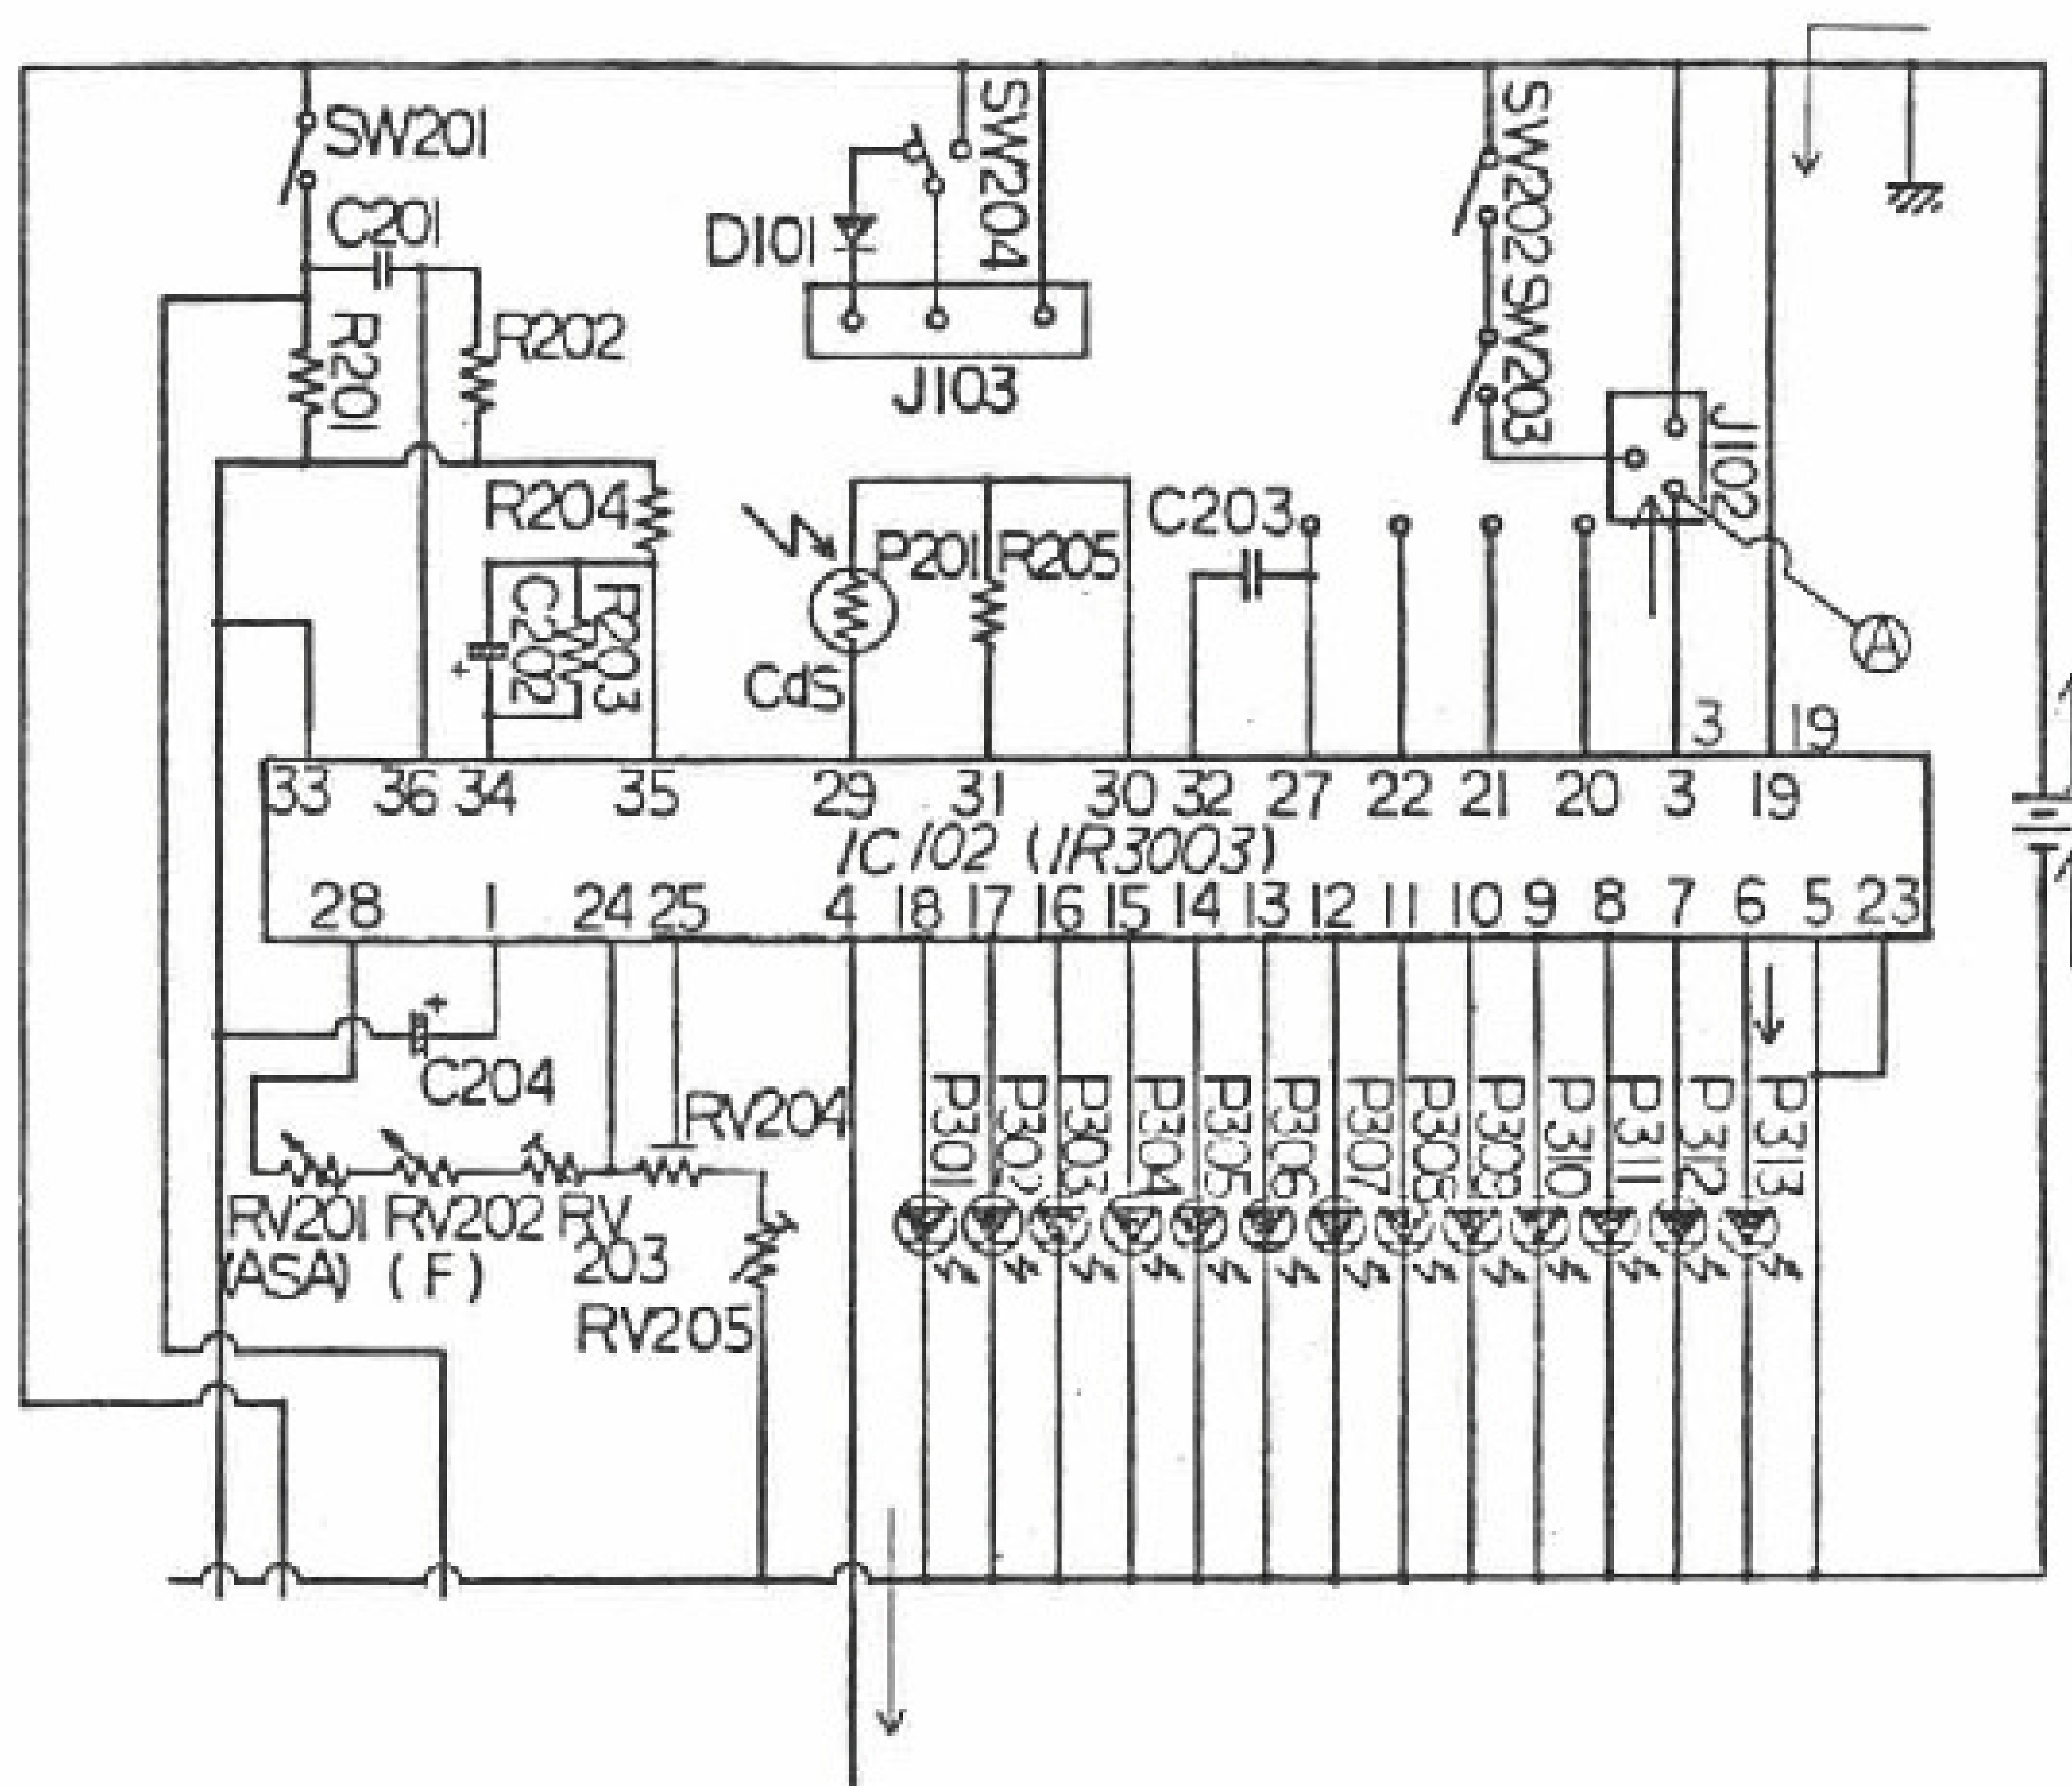 SW201
C201
R201
R202
D101
SW204
J103
SW202
SW203
J102
R204
C202
R203
P201
R205
CdS
C203
A
3
19
33 36 34 35 29 31 30 32 27 22 21 20 3 19
IC102 (IR3003)
28 1 24 25 4 18 17 16 15 14 13 12 11 10 9 8 7 6 5 23
+
+
C204
RV204
RV201
(ASA)
RV202
(F)
RV
203
RV205
P301
P302
P303
P304
P305
P306
P307
P308
P309
P310
P311
P312
P313